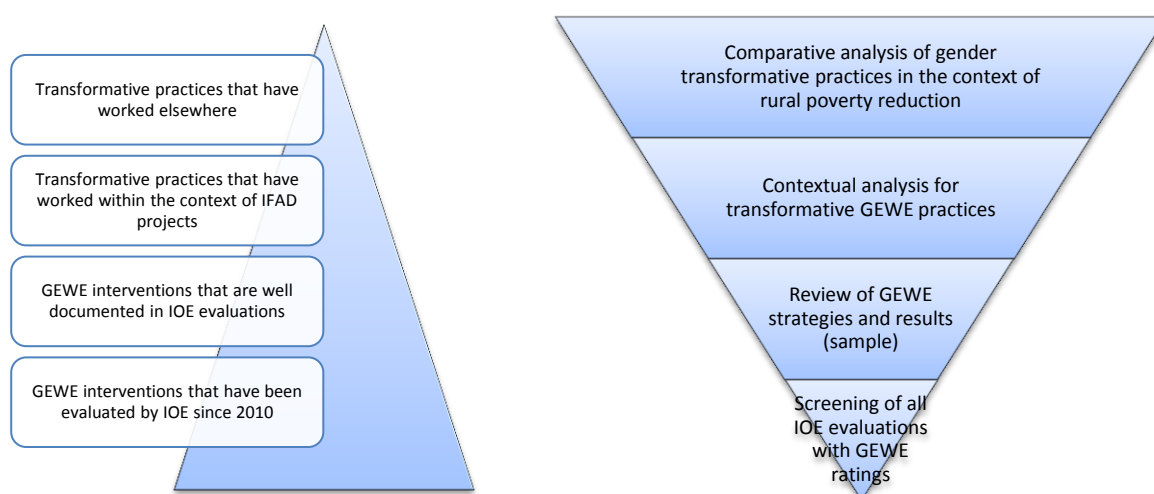 Transformative practices that have
worked elsewhere
Transformative practices that have
worked within the context of IFAD
projects
GEWE interventions that are well
documented in IOE evaluations
GEWE interventions that have been
evaluated by IOE since 2010
Comparative analysis of gender
transformative practices in the context of
rural poverty reduction
Contextual analysis for
transformative GEWE practices
Review of GEWE
strategies and results
(sample)
Screening of all
IOE evaluations
with GEWE
ratings